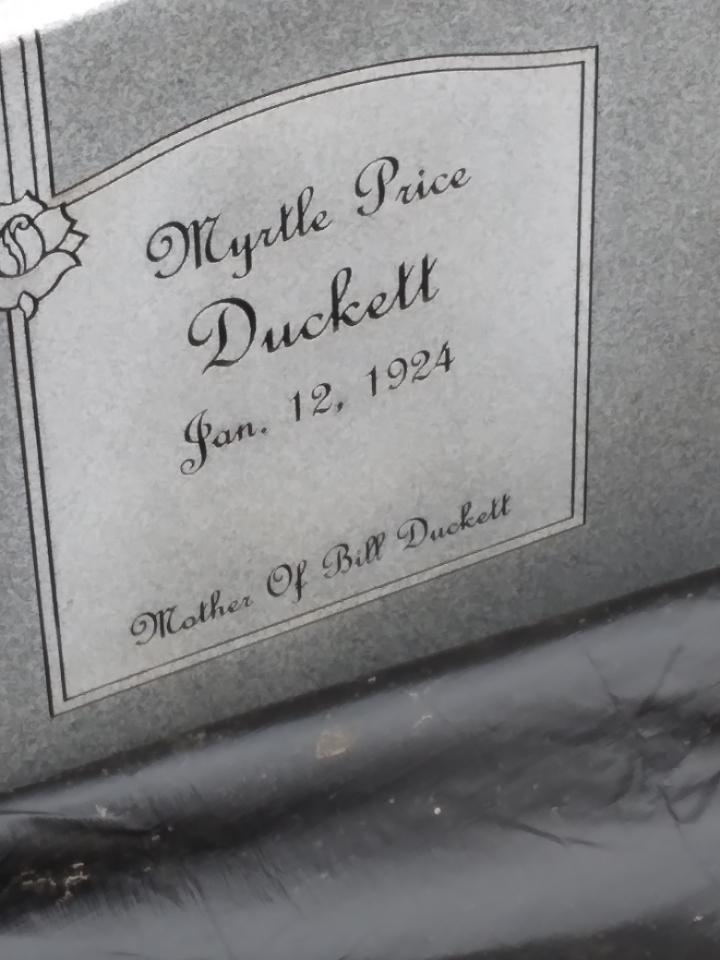 Myrtle Price
Duckett
Jan. 12, 1924
Mother Of Bill Duckett